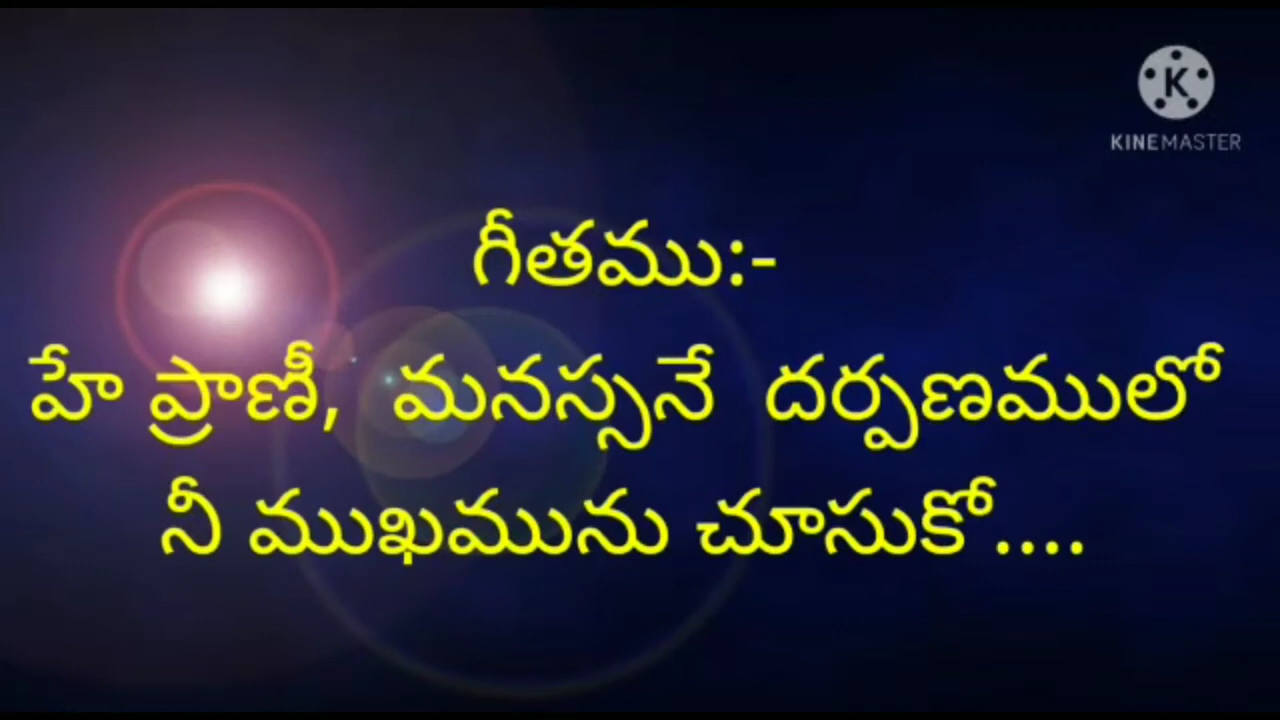 K
KINEMASTER
గీతము:-
హే ప్రాణీ, మనస్సనే దర్పణములో
నీ ముఖమును చూసుకో....